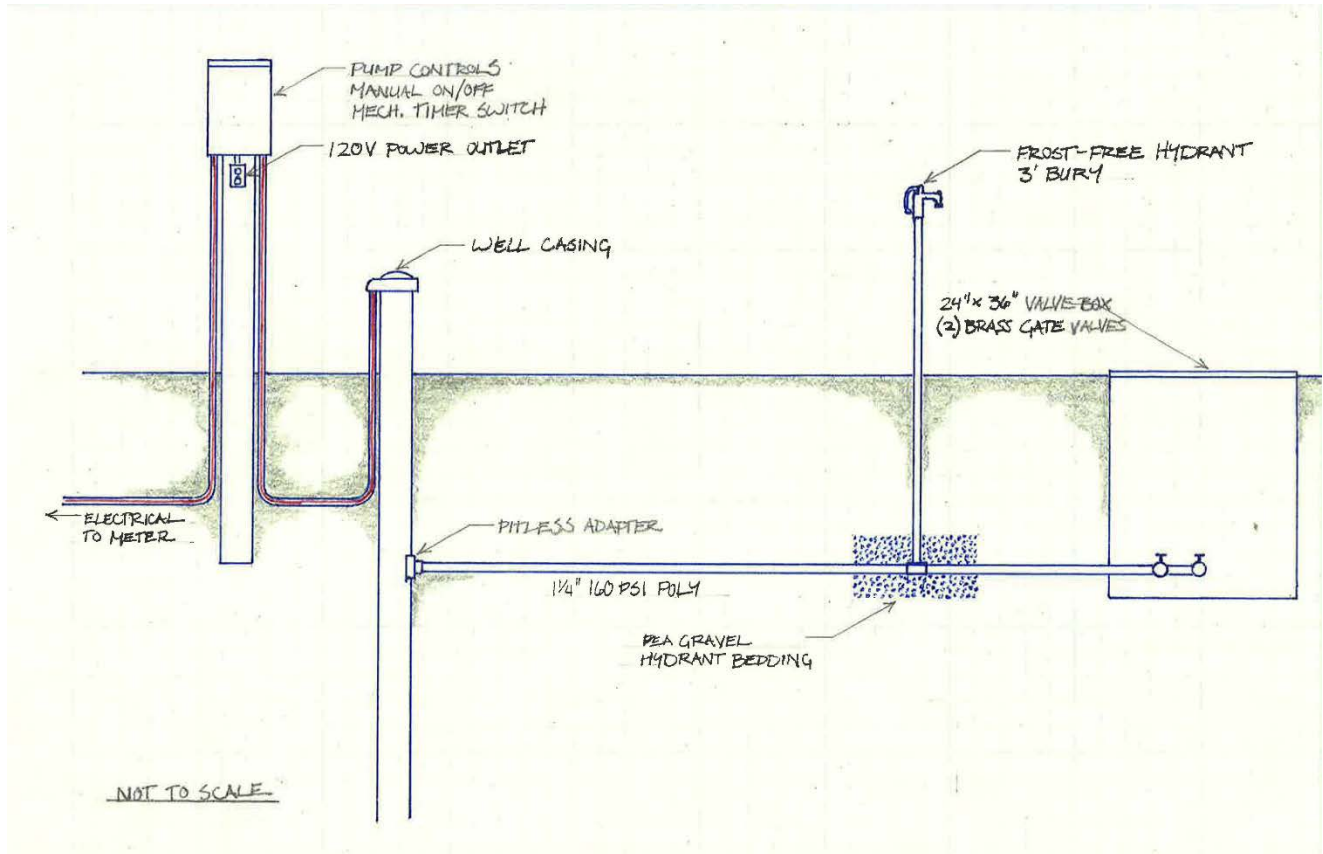 PUMP CONTROLS
MANUAL ON/OFF
MECH. TIMER SWITCH
120V POWER OUTLET
FROST-FREE HYDRANT
3' BURY
WELL CASING
24" x 36" VALVE BOX
(2) BRASS GATE VALVES
ELECTRICAL
TO METER
PITLESS ADAPTER
1¼" 160 PSI POLY
PEA GRAVEL
HYDRANT BEDDING
NOT TO SCALE